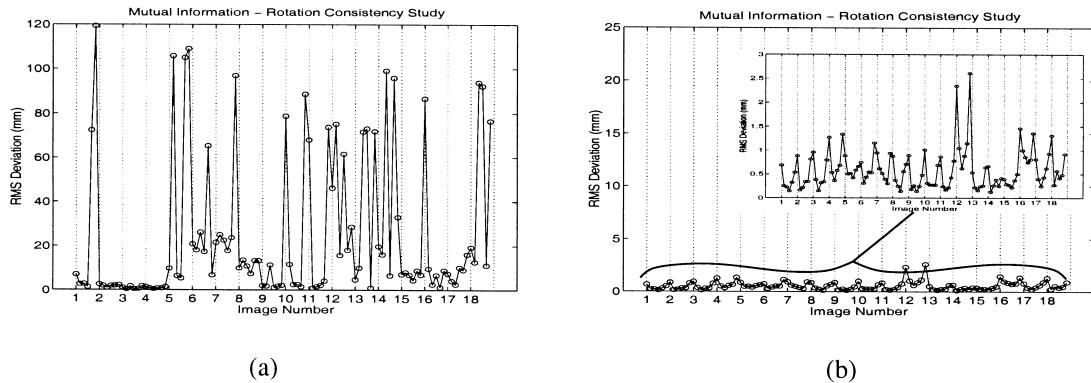 Mutual Information – Rotation Consistency Study
120
100
80
60
40
20
0
RMS Deviation (mm)
1 2 3 4 5 6 7 8 9 10 11 12 13 14 15 16 17 18
Image Number
(a)
Mutual Information – Rotation Consistency Study
25
20
15
10
5
0
RMS Deviation (mm)
3
2.5
2
1.5
1
0.5
0
RMS Deviation (mm)
1 2 3 4 5 6 7 8 9 10 11 12 13 14 15 16 17 18
Image Number
1 2 3 4 5 6 7 8 9 10 11 12 13 14 15 16 17 18
Image Number
(b)